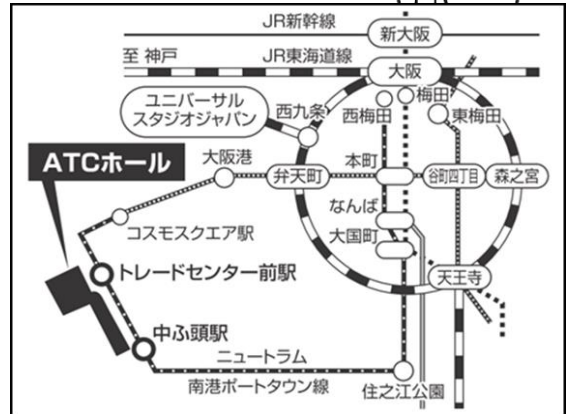 JR新幹線
新大阪
至 神戸
JR東海道線
大阪
ユニバーサル
スタジオジャパン
西九条
西梅田
梅田
東梅田
ATCホール
大阪港
弁天町
本町
谷町四丁目
森之宮
なんば
コスモスクエア駅
大国町
トレードセンター前駅
天王寺
中ふ頭駅
ニュートラム
南港ポートタウン線
住之江公園